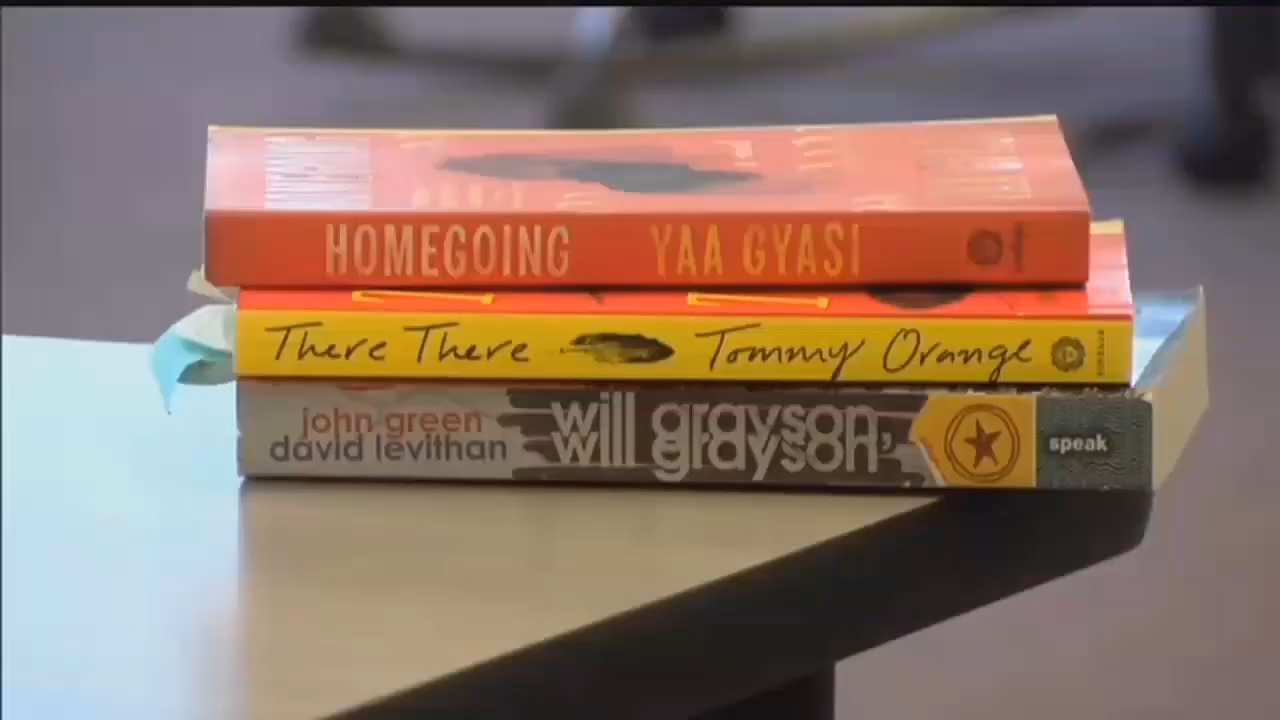 HOMEGOING YAA GYASI
There There Tommy Orange
john green
david levithan
will grayson,
will grayson,
speak